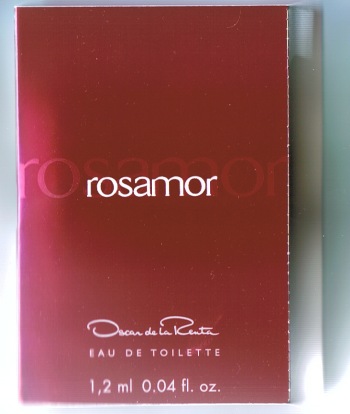 rosamor
rosamor
Oscar de la Renta
EAU DE TOILETTE
1,2 ml 0.04 fl. oz.